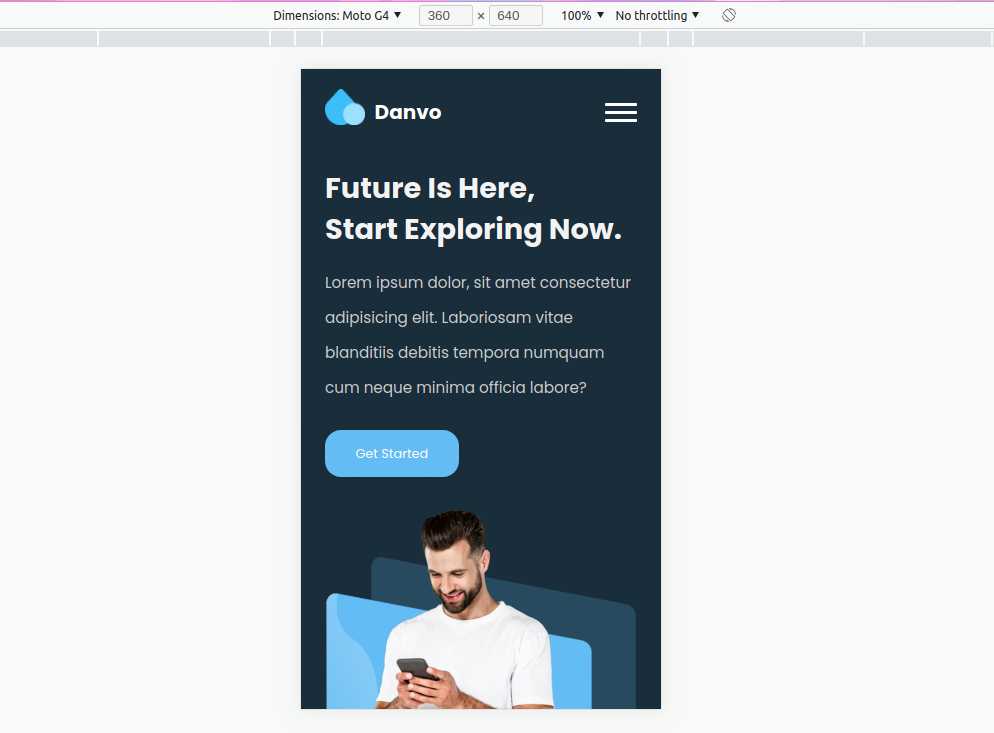 Dimensions: Moto G4 ▼ 360 × 640 100% ▼ No throttling ▼
Danvo
Future Is Here,
Start Exploring Now.
Lorem ipsum dolor, sit amet consectetur
adipisicing elit. Laboriosam vitae
blanditiis debitis tempora numquam
cum neque minima officia labore?
Get Started